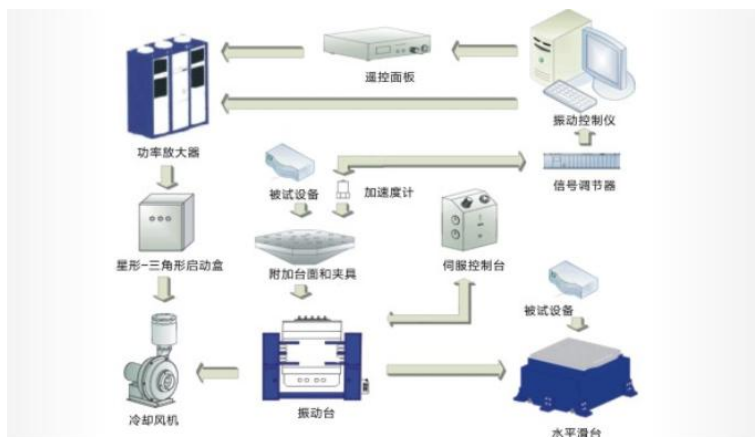 遥控面板
振动控制仪
功率放大器
被试设备
加速度计
信号调节器
星形-三角形启动盒
附加台面和夹具
伺服控制台
被试设备
冷却风机
振动台
水平滑台